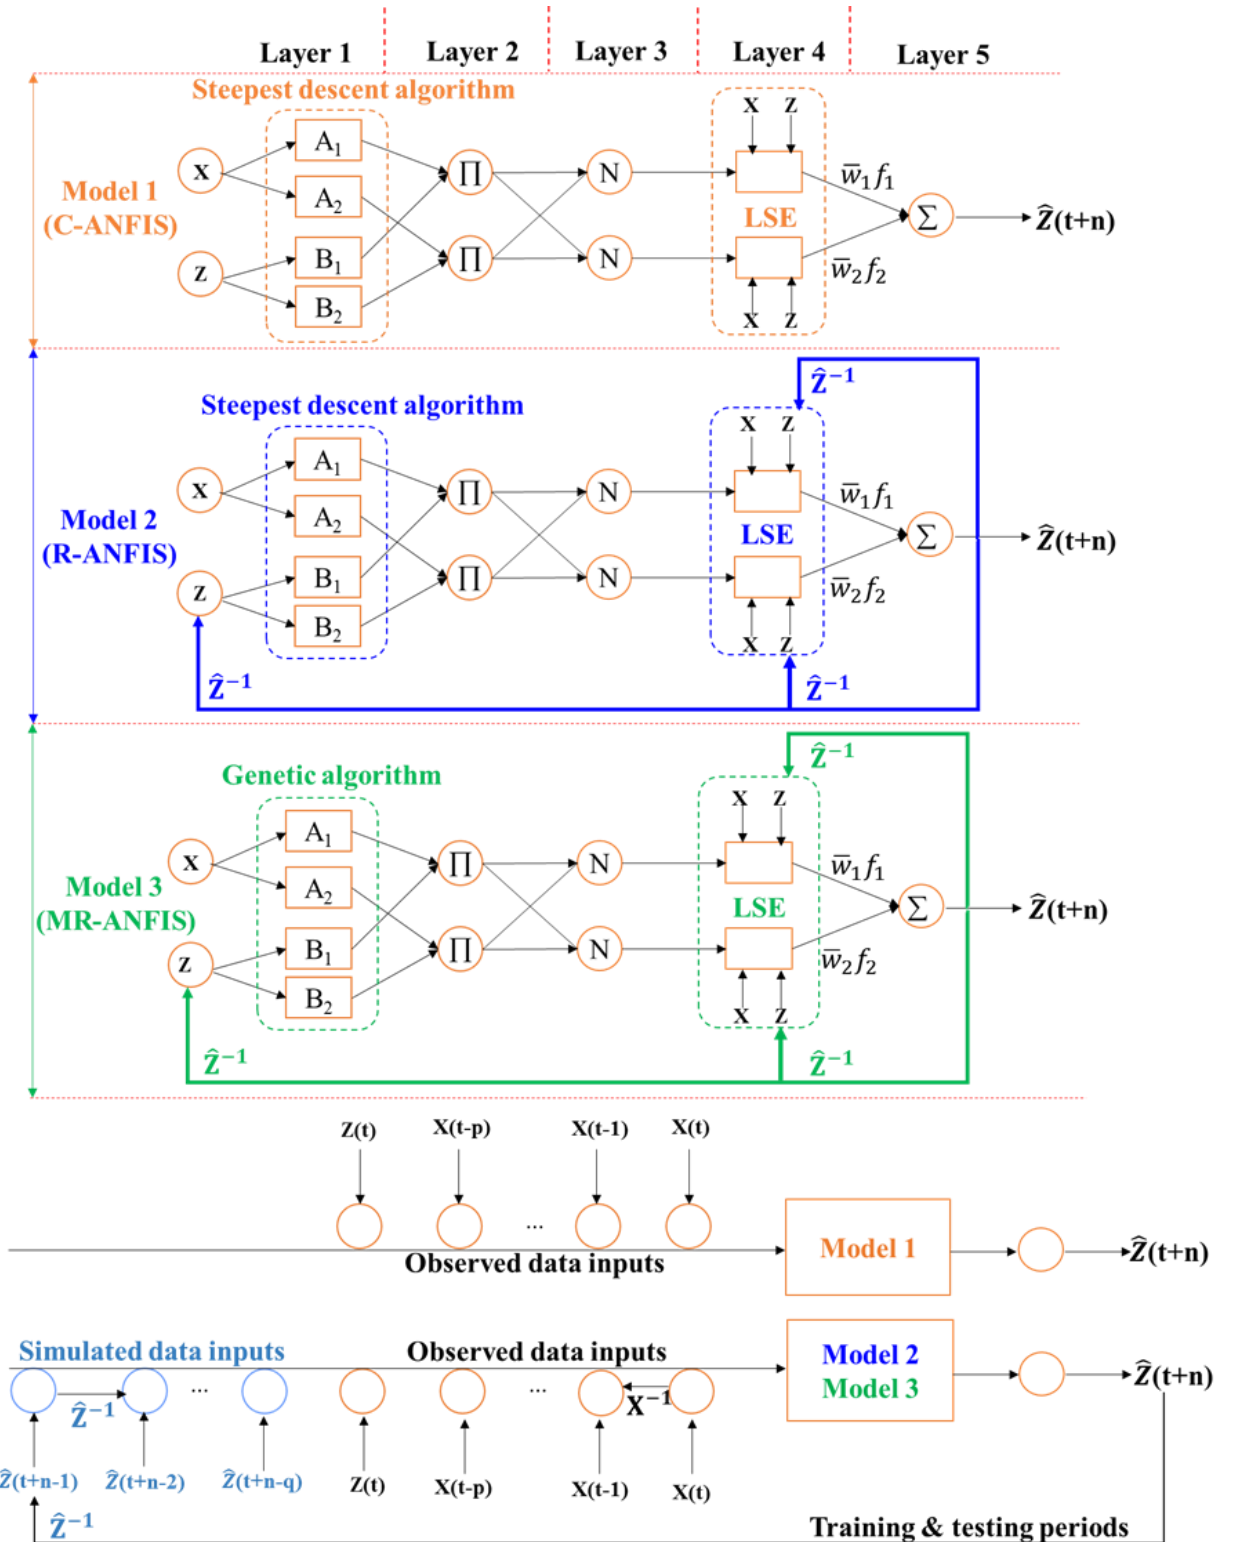 Layer 1 Layer 2 Layer 3 Layer 4 Layer 5
Steepest descent algorithm
X Z
A₁
X ∏ N w̅₁f₁
Model 1 A₂
(C-ANFIS) LSE ∑ Ẑ(t+n)
B₁
Z ∏ N w̅₂f₂
B₂
X Z
Ẑ⁻¹
Steepest descent algorithm
X Z
A₁
X ∏ N w̅₁f₁
Model 2 A₂
(R-ANFIS) LSE ∑ Ẑ(t+n)
B₁
Z ∏ N w̅₂f₂
B₂
X Z
Ẑ⁻¹ Ẑ⁻¹
Ẑ⁻¹
Genetic algorithm
X Z
A₁
X ∏ N w̅₁f₁
Model 3 A₂
(MR-ANFIS) LSE ∑ Ẑ(t+n)
B₁
Z ∏ N w̅₂f₂
B₂
X Z
Ẑ⁻¹ Ẑ⁻¹
Z(t) X(t-p) X(t-1) X(t)
...
Model 1 Ẑ(t+n)
Observed data inputs
Simulated data inputs Observed data inputs
Model 2
Model 3 Ẑ(t+n)
... ...
Ẑ⁻¹ X⁻¹
Ẑ(t+n-1) Ẑ(t+n-2) Ẑ(t+n-q) Z(t) X(t-p) X(t-1) X(t)
Ẑ⁻¹ Training & testing periods